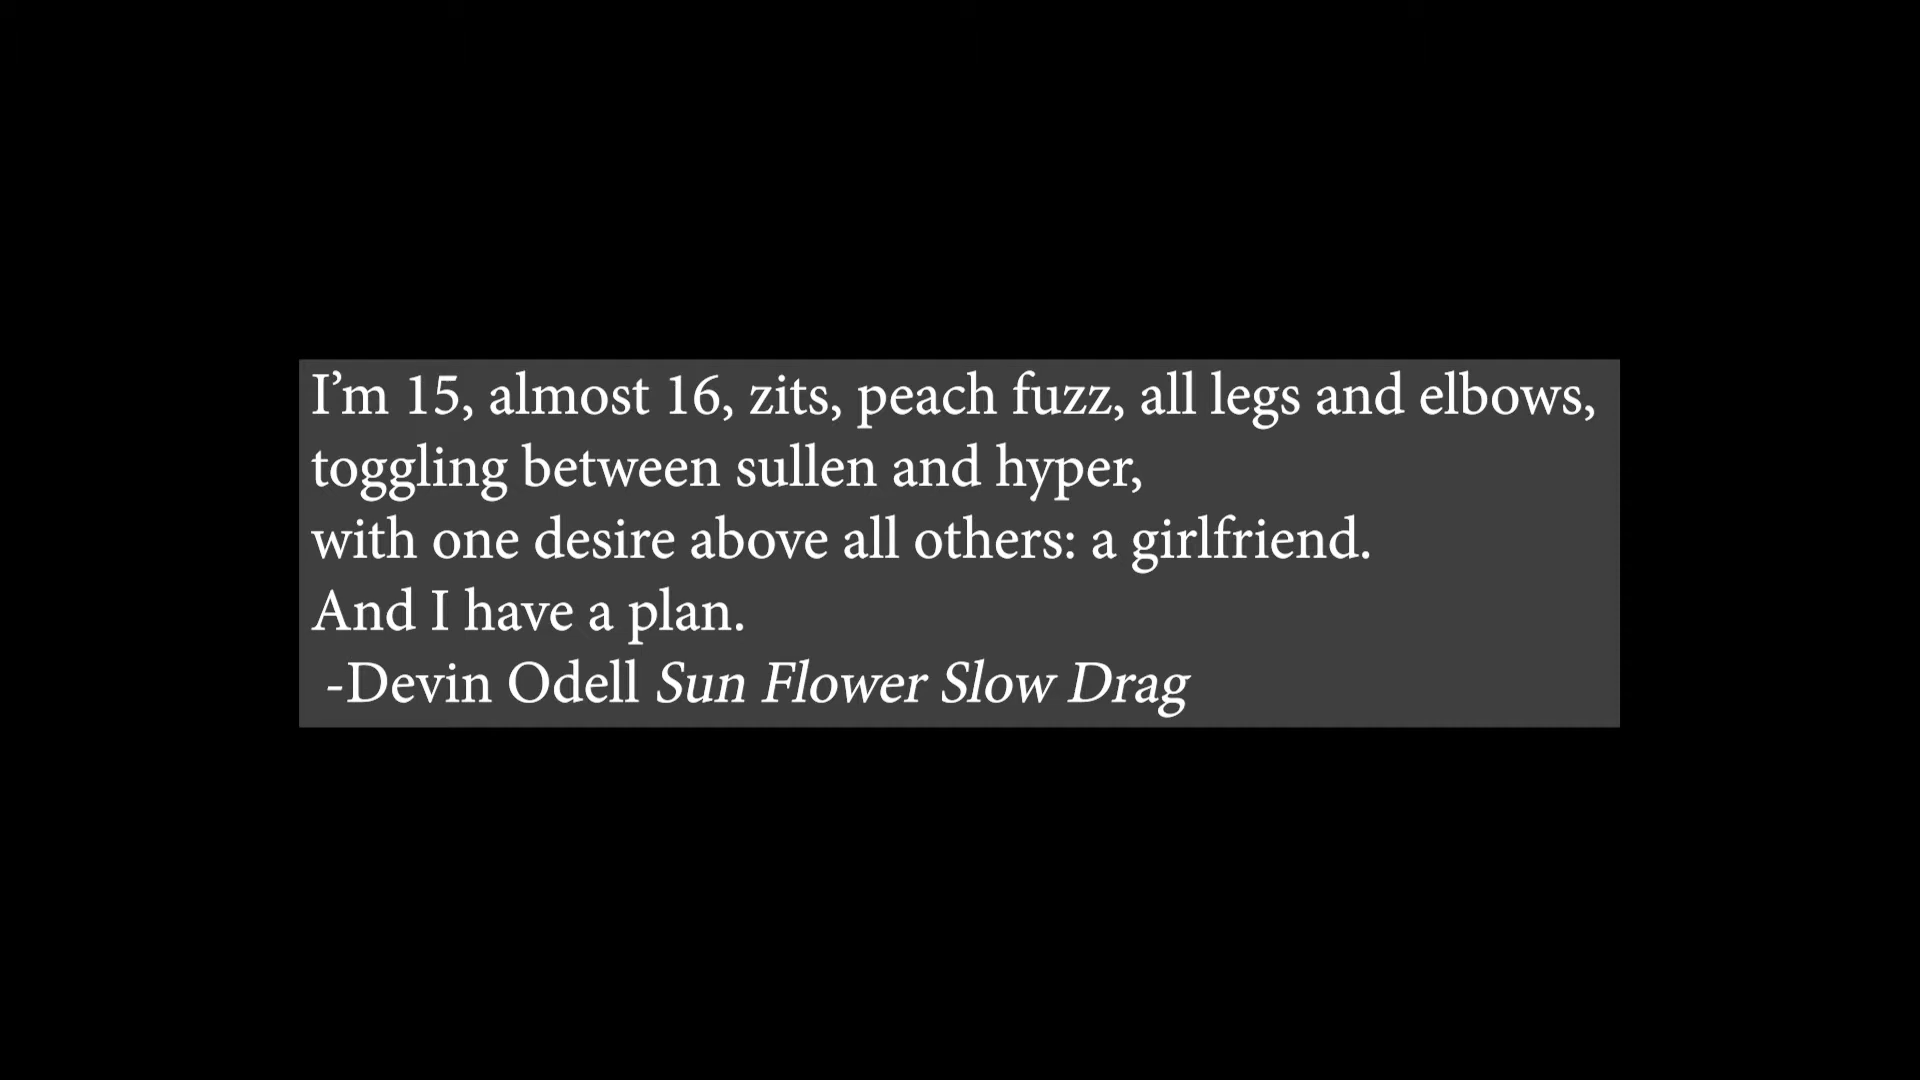 I’m 15, almost 16, zits, peach fuzz, all legs and elbows,
toggling between sullen and hyper,
with one desire above all others: a girlfriend.
And I have a plan.
-Devin Odell Sun Flower Slow Drag